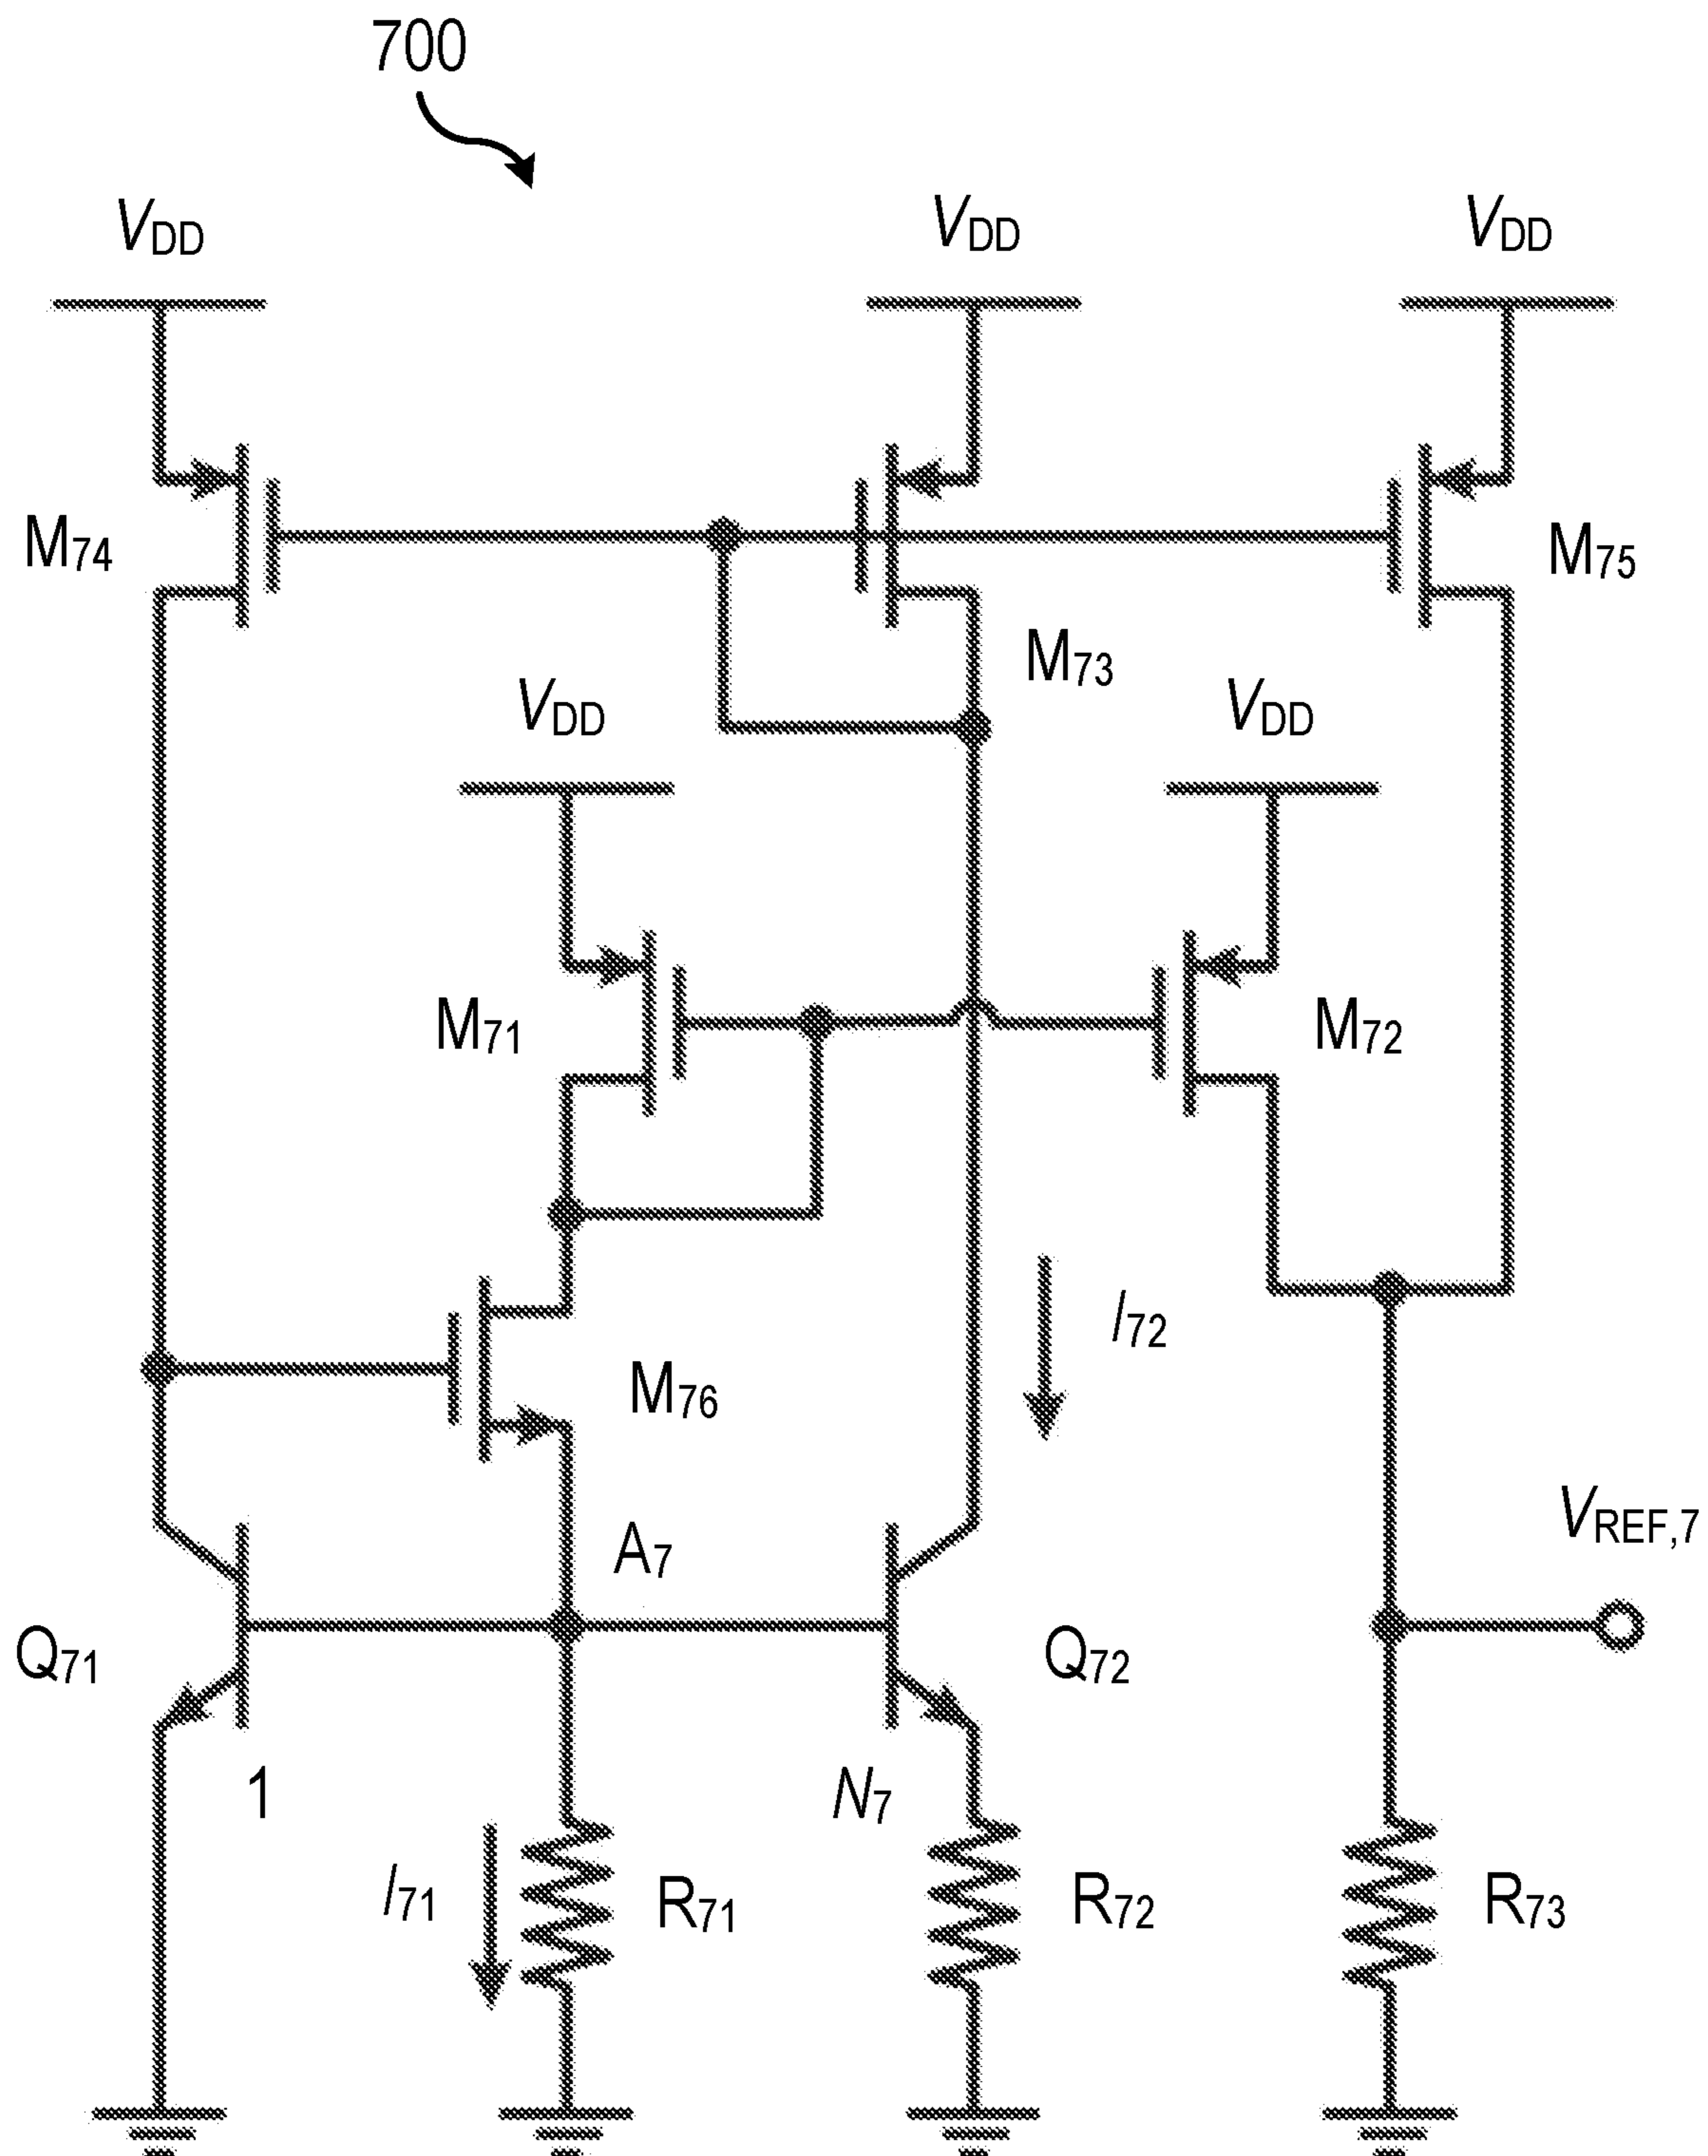 700
VDD
VDD
VDD
M74
M75
M73
VDD
VDD
M71
M72
I72
M76
VREF,7
A7
Q71
Q72
1
N7
I71
R71
R72
R73